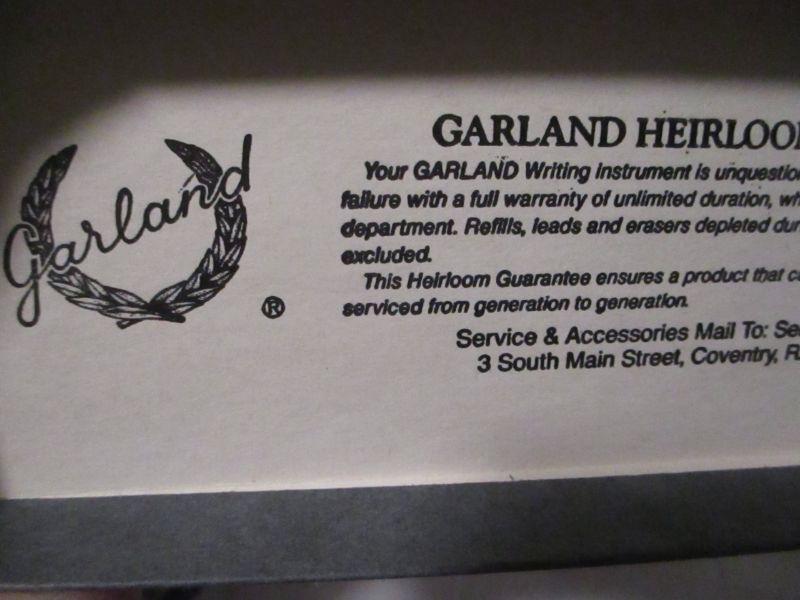 Garland
®
GARLAND HEIRLOO
Your GARLAND Writing Instrument is unquestio
failure with a full warranty of unlimited duration, wh
department. Refills, leads and erasers depleted dur
excluded.
This Heirloom Guarantee ensures a product that ca
serviced from generation to generation.
Service & Accessories Mail To: Se
3 South Main Street, Coventry, R